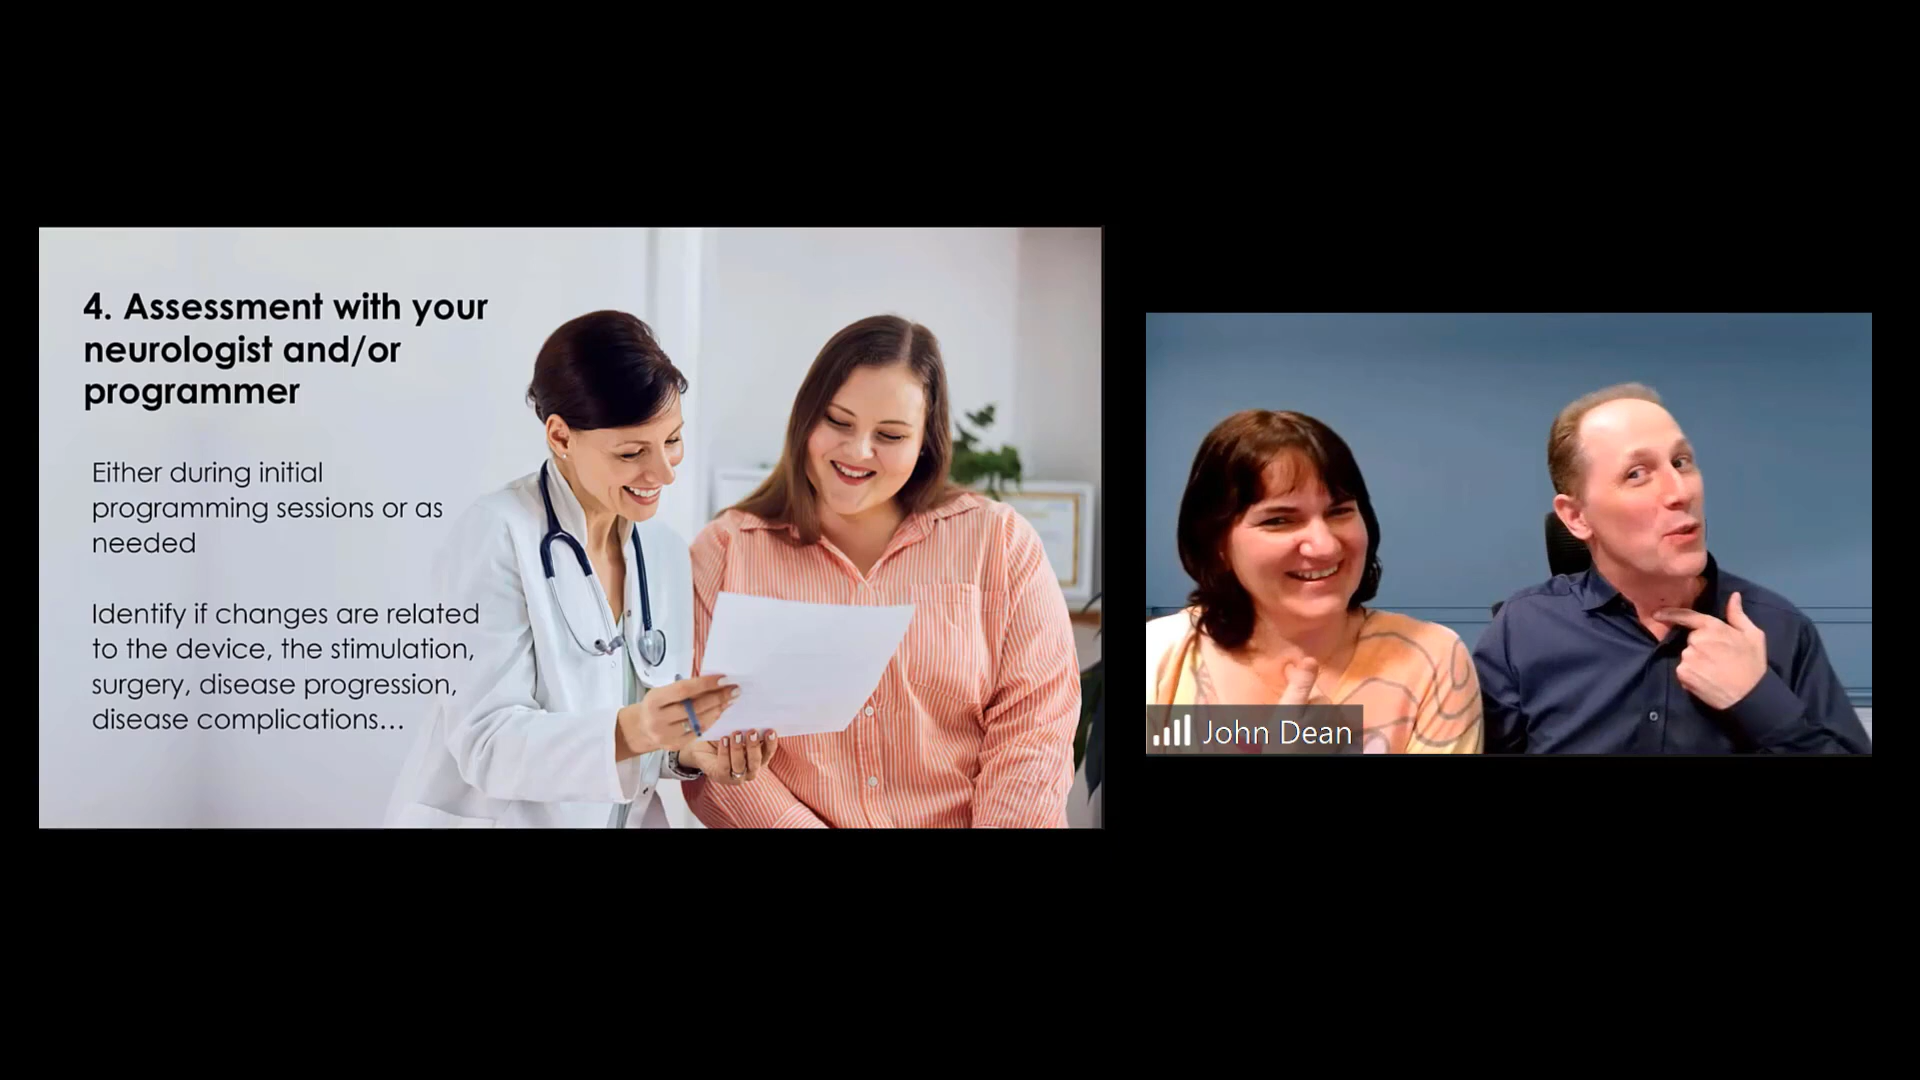 4. Assessment with your
neurologist and/or
programmer
Either during initial
programming sessions or as
needed
Identify if changes are related
to the device, the stimulation,
surgery, disease progression,
disease complications...
John Dean